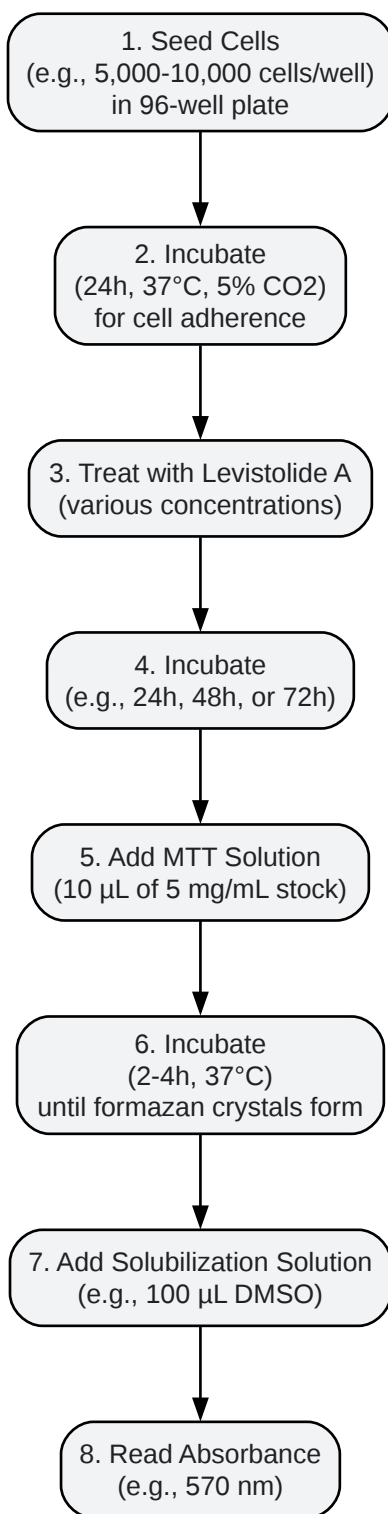 1. Seed Cells
(e.g., 5,000-10,000 cells/well)
in 96-well plate
2. Incubate
(24h, 37°C, 5% CO2)
for cell adherence
3. Treat with Levistolide A
(various concentrations)
4. Incubate
(e.g., 24h, 48h, or 72h)
5. Add MTT Solution
(10 µL of 5 mg/mL stock)
6. Incubate
(2-4h, 37°C)
until formazan crystals form
7. Add Solubilization Solution
(e.g., 100 µL DMSO)
8. Read Absorbance
(e.g., 570 nm)